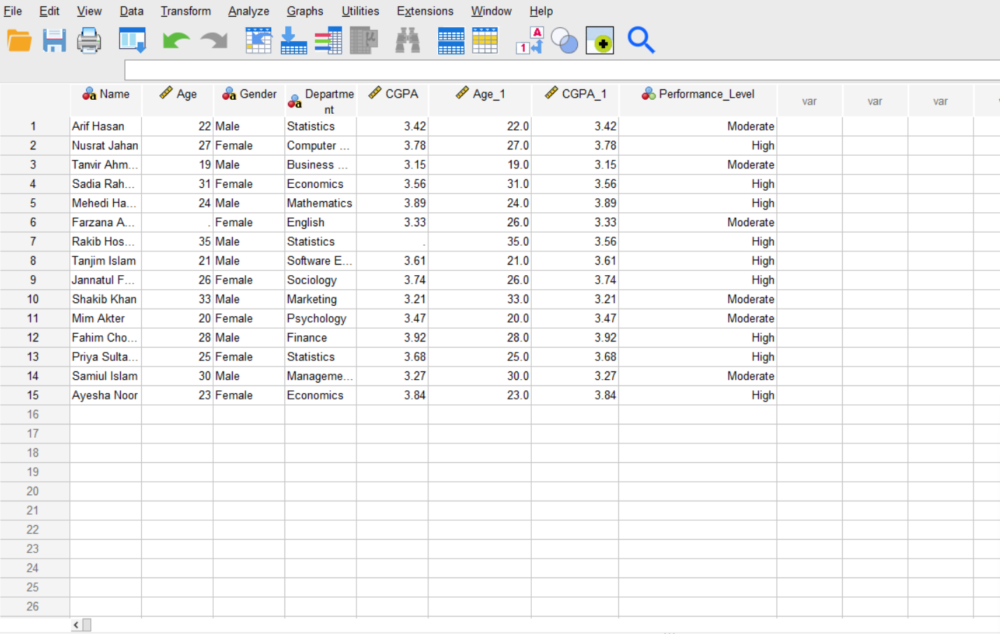 File Edit View Data Transform Analyze Graphs Utilities Extensions Window Help
Name Age Gender Departme
nt CGPA Age_1 CGPA_1 Performance_Level var var var
1 Arif Hasan 22 Male Statistics 3.42 22.0 3.42 Moderate
2 Nusrat Jahan 27 Female Computer ... 3.78 27.0 3.78 High
3 Tanvir Ahm... 19 Male Business ... 3.15 19.0 3.15 Moderate
4 Sadia Rah... 31 Female Economics 3.56 31.0 3.56 High
5 Mehedi Ha... 24 Male Mathematics 3.89 24.0 3.89 High
6 Farzana A... . Female English 3.33 26.0 3.33 Moderate
7 Rakib Hos... 35 Male Statistics . 35.0 3.56 High
8 Tanjim Islam 21 Male Software E... 3.61 21.0 3.61 High
9 Jannatul F... 26 Female Sociology 3.74 26.0 3.74 High
10 Shakib Khan 33 Male Marketing 3.21 33.0 3.21 Moderate
11 Mim Akter 20 Female Psychology 3.47 20.0 3.47 Moderate
12 Fahim Cho... 28 Male Finance 3.92 28.0 3.92 High
13 Priya Sulta... 25 Female Statistics 3.68 25.0 3.68 High
14 Samiul Islam 30 Male Manageme... 3.27 30.0 3.27 Moderate
15 Ayesha Noor 23 Female Economics 3.84 23.0 3.84 High
16
17
18
19
20
21
22
23
24
25
26